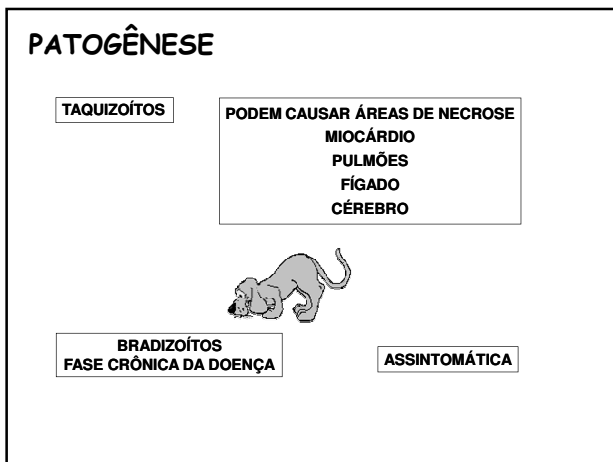 PATOGÊNESE
TAQUIZOÍTOS
PODEM CAUSAR ÁREAS DE NECROSE
MIOCÁRDIO
PULMÕES
FÍGADO
CÉREBRO
BRADIZOÍTOS
FASE CRÔNICA DA DOENÇA
ASSINTOMÁTICA